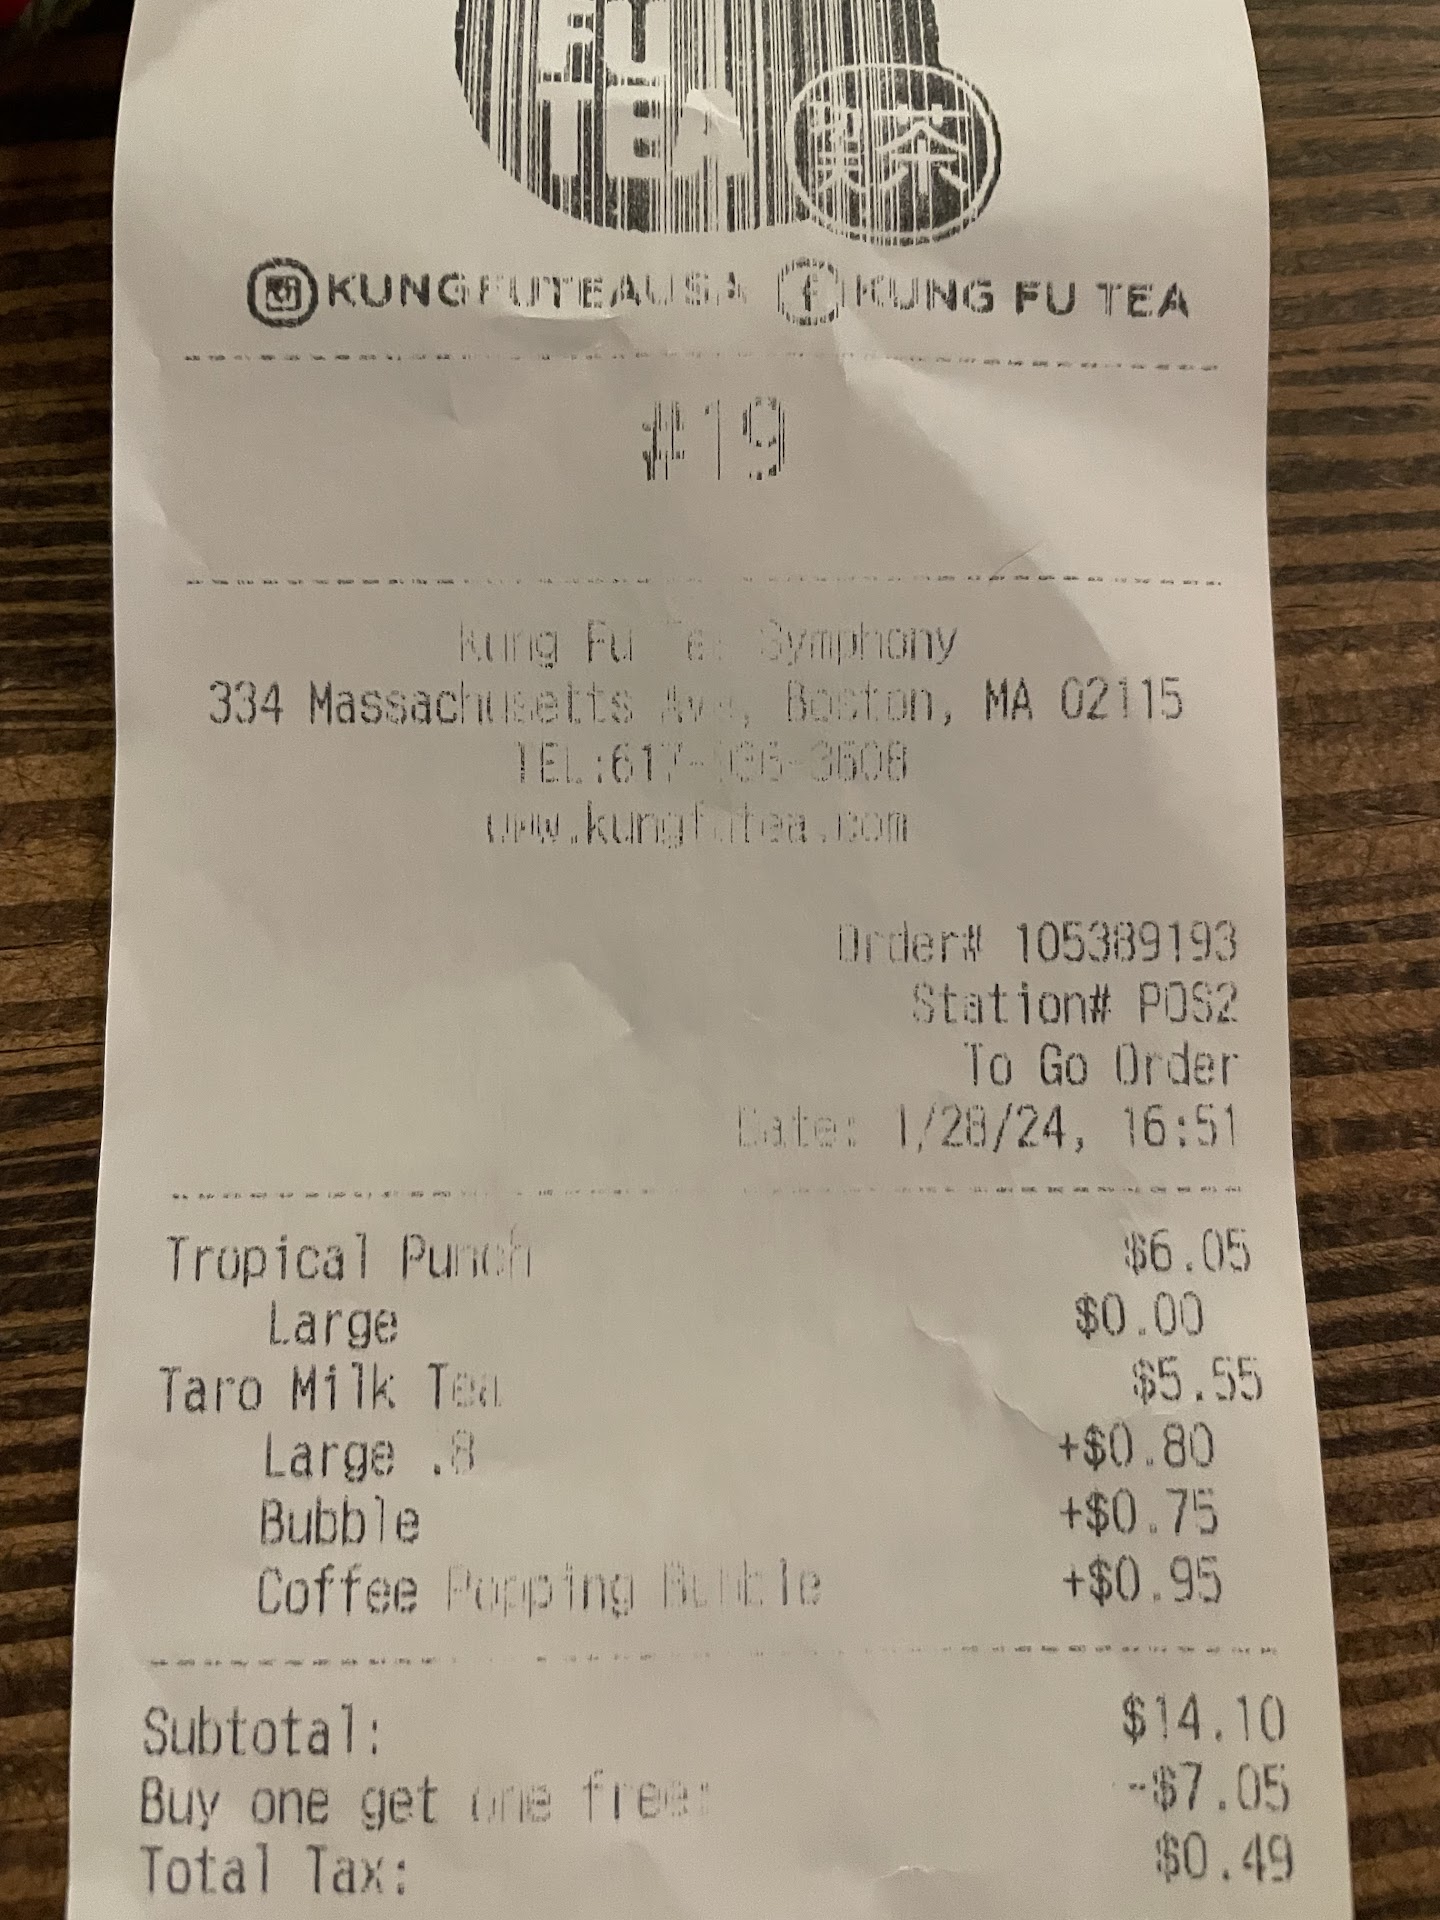 FU
TEA
製茶
KUNGFUTEAUSA KUNG FU TEA
#19
Kung Fu Tea Symphony
334 Massachusetts Ave, Boston, MA 02115
www.kungfutea.com
Order# 105389193
Station# POS2
To Go Order
Date: 1/28/24, 16:51
Tropical Punch $6.05
Large $0.00
Taro Milk Tea $5.55
Large .8 +$0.80
Bubble +$0.75
Coffee Popping Bubble +$0.95
Subtotal: $14.10
Buy one get one free: -$7.05
Total Tax: $0.49